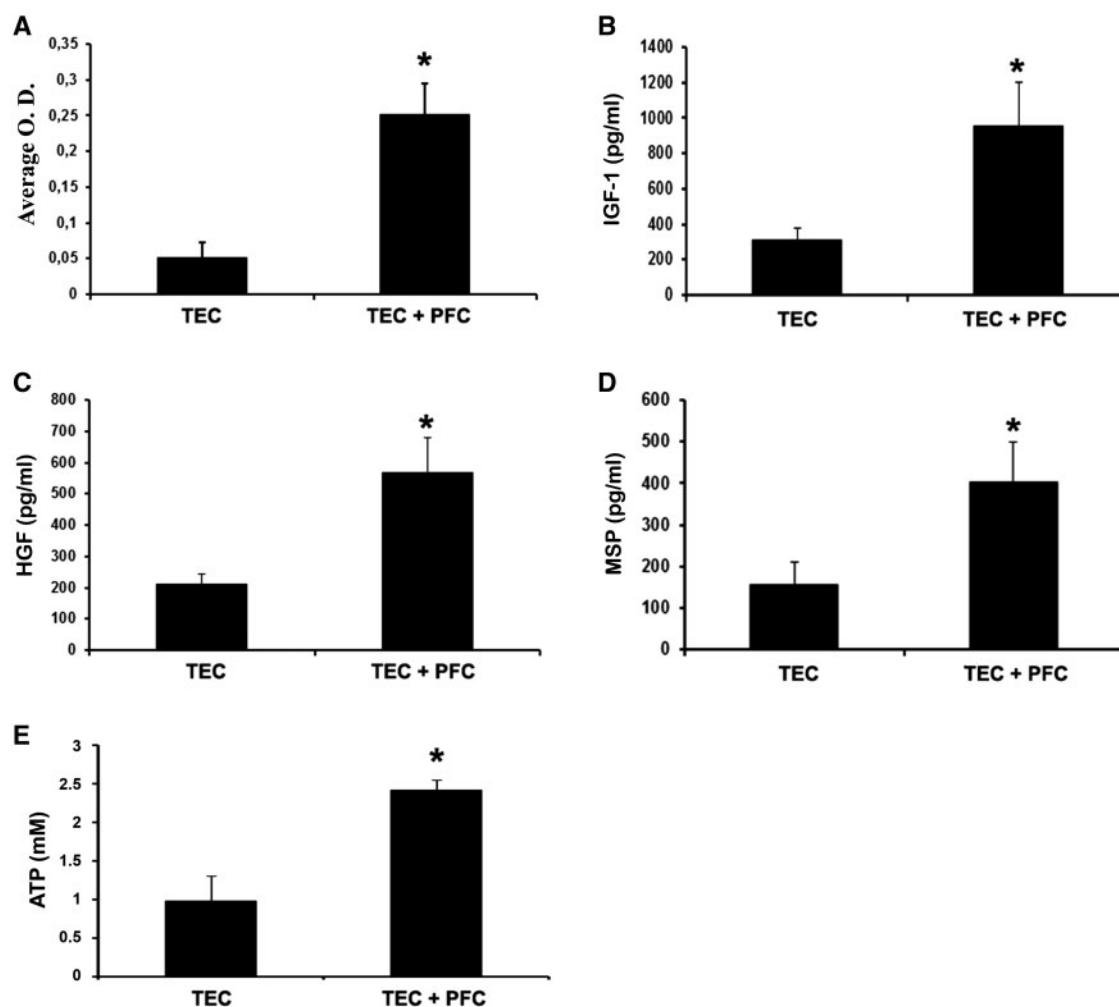 A
Average O. D.
0,35
0,3
0,25
0,2
0,15
0,1
0,05
0
*
TEC
TEC + PFC
B
IGF-1 (pg/ml)
1400
1200
1000
800
600
400
200
0
*
TEC
TEC + PFC
C
HGF (pg/ml)
800
700
600
500
400
300
200
100
0
*
TEC
TEC + PFC
D
MSP (pg/ml)
600
500
400
300
200
100
0
*
TEC
TEC + PFC
E
ATP (mM)
3
2.5
2
1.5
1
0.5
0
*
TEC
TEC + PFC